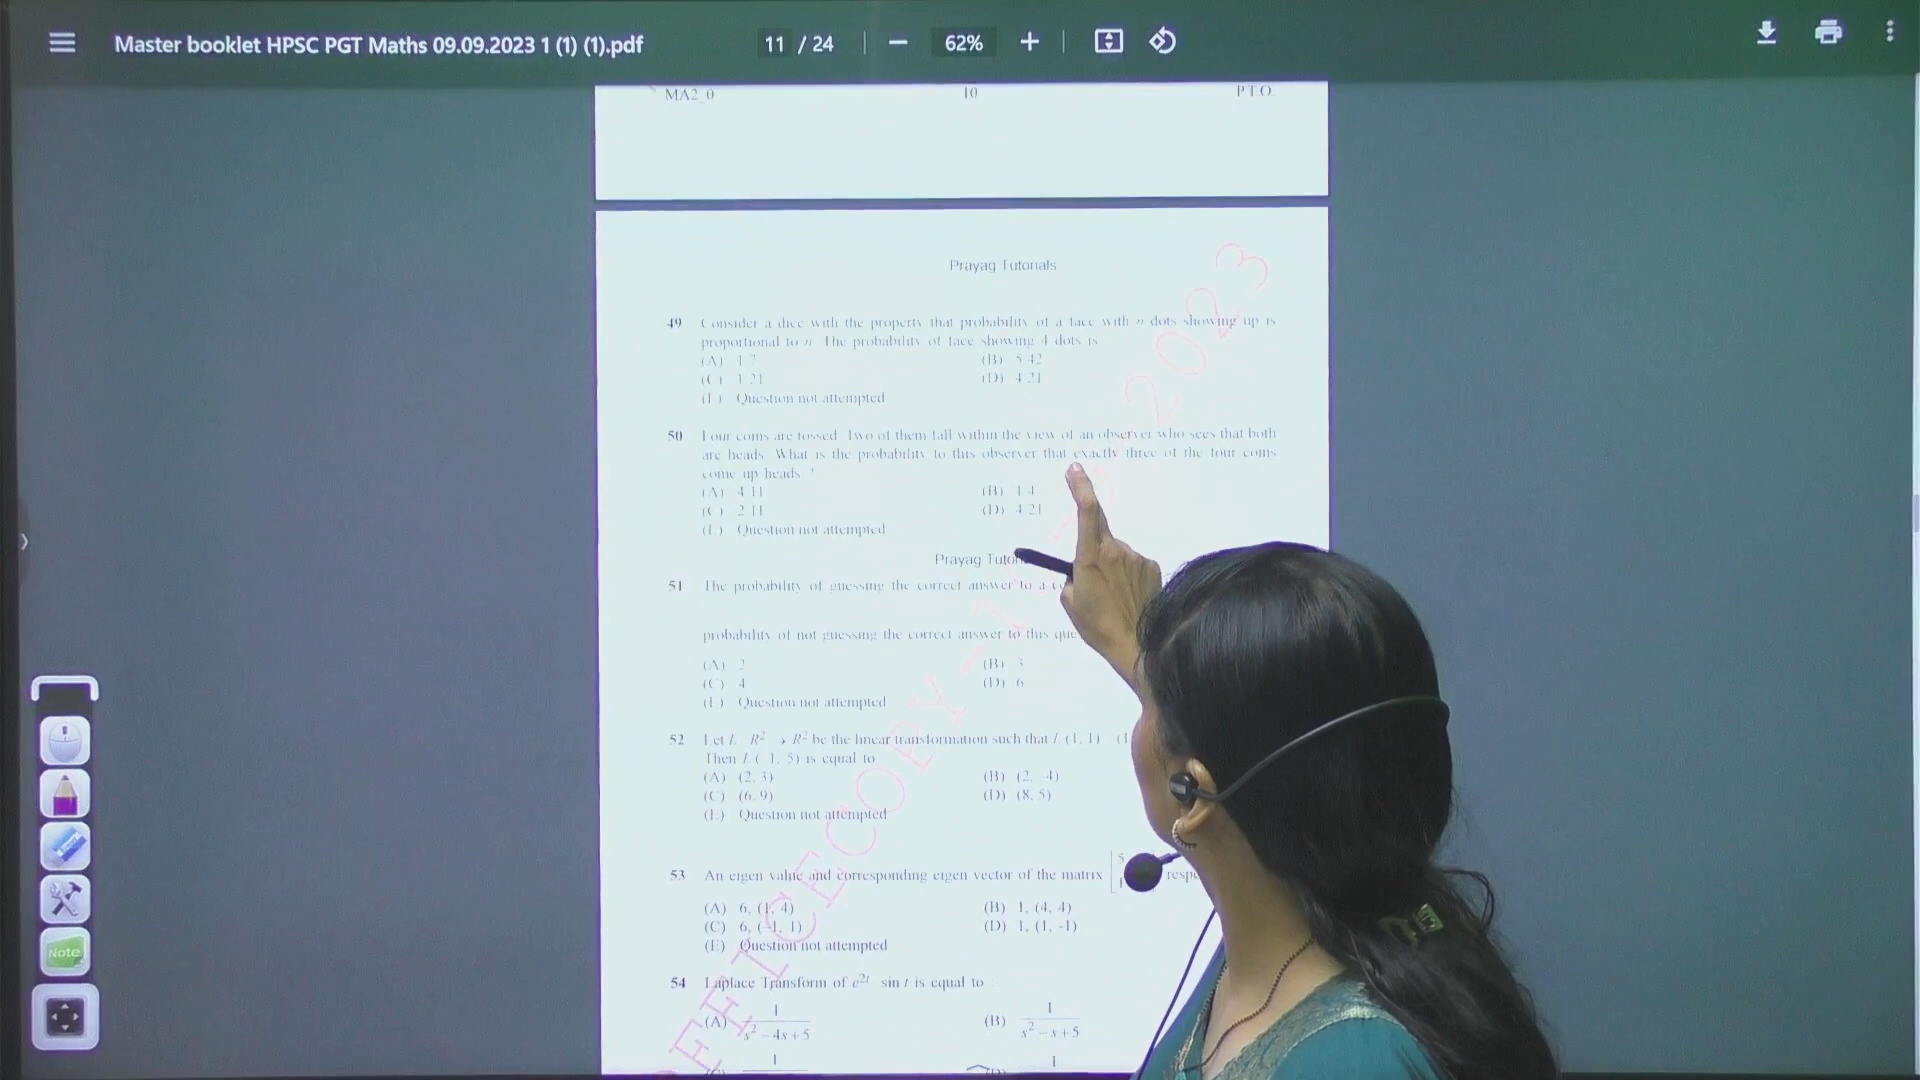 Master booklet HPSC PGT Maths 09.09.2023 1 (1) (1).pdf
11 / 24
62%
MA2_0 10 P.T.O.
Prayag Tutorials
49 Consider a dice with the property that probability of a face with n dots showing up is
proportional to n. The probability of face showing 4 dots is
(A) 1 7 (B) 5 42
(C) 1 21 (D) 4 21
(E) Question not attempted
50 Four coins are tossed. Two of them fall within the view of an observer who sees that both
are heads. What is the probability to this observer that exactly three of the four coins
come up heads ?
(A) 4 11 (B) 1 4
(C) 2 11 (D) 4 21
(E) Question not attempted
Prayag
51 The probability of guessing the correct answer to a
probability of not guessing the correct answer to this
(A) 2 (B) 3
(C) 4 (D) 6
(E) Question not attempted
52 Let L R² → R² be the linear transformation such that L (1, 1)
Then L ( 1, 5) is equal to
(A) (2, 3) (B) (2, 4)
(C) (6, 9) (D) (8, 5)
(E) Question not attempted
53 An eigen value and corresponding eigen vector of the matrix
(A) 6, (1, 4) (B) 1, (4, 4)
(C) 6, (-1, 1) (D) 1, (1, -1)
(E) Question not attempted
54 Laplace Transform of e²ᵗ sin t is equal to :
(A) 1 / s² − 4s + 5 (B) 1 / s² − s + 5
1 1
Note
OFFICE COPY
2023